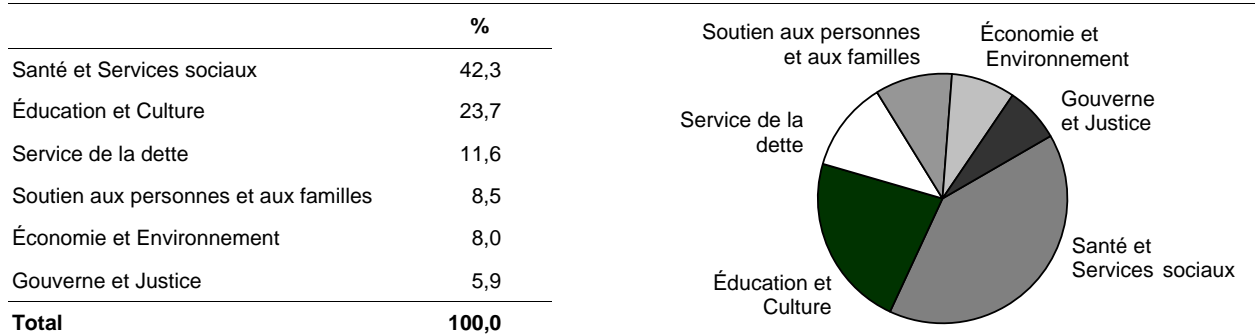 %
Santé et Services sociaux 42,3
Éducation et Culture 23,7
Service de la dette 11,6
Soutien aux personnes et aux familles 8,5
Économie et Environnement 8,0
Gouverne et Justice 5,9
Total 100,0
Soutien aux personnes
et aux familles
Économie et
Environnement
Gouverne
et Justice
Service de la
dette
Santé et
Services sociaux
Éducation et
Culture